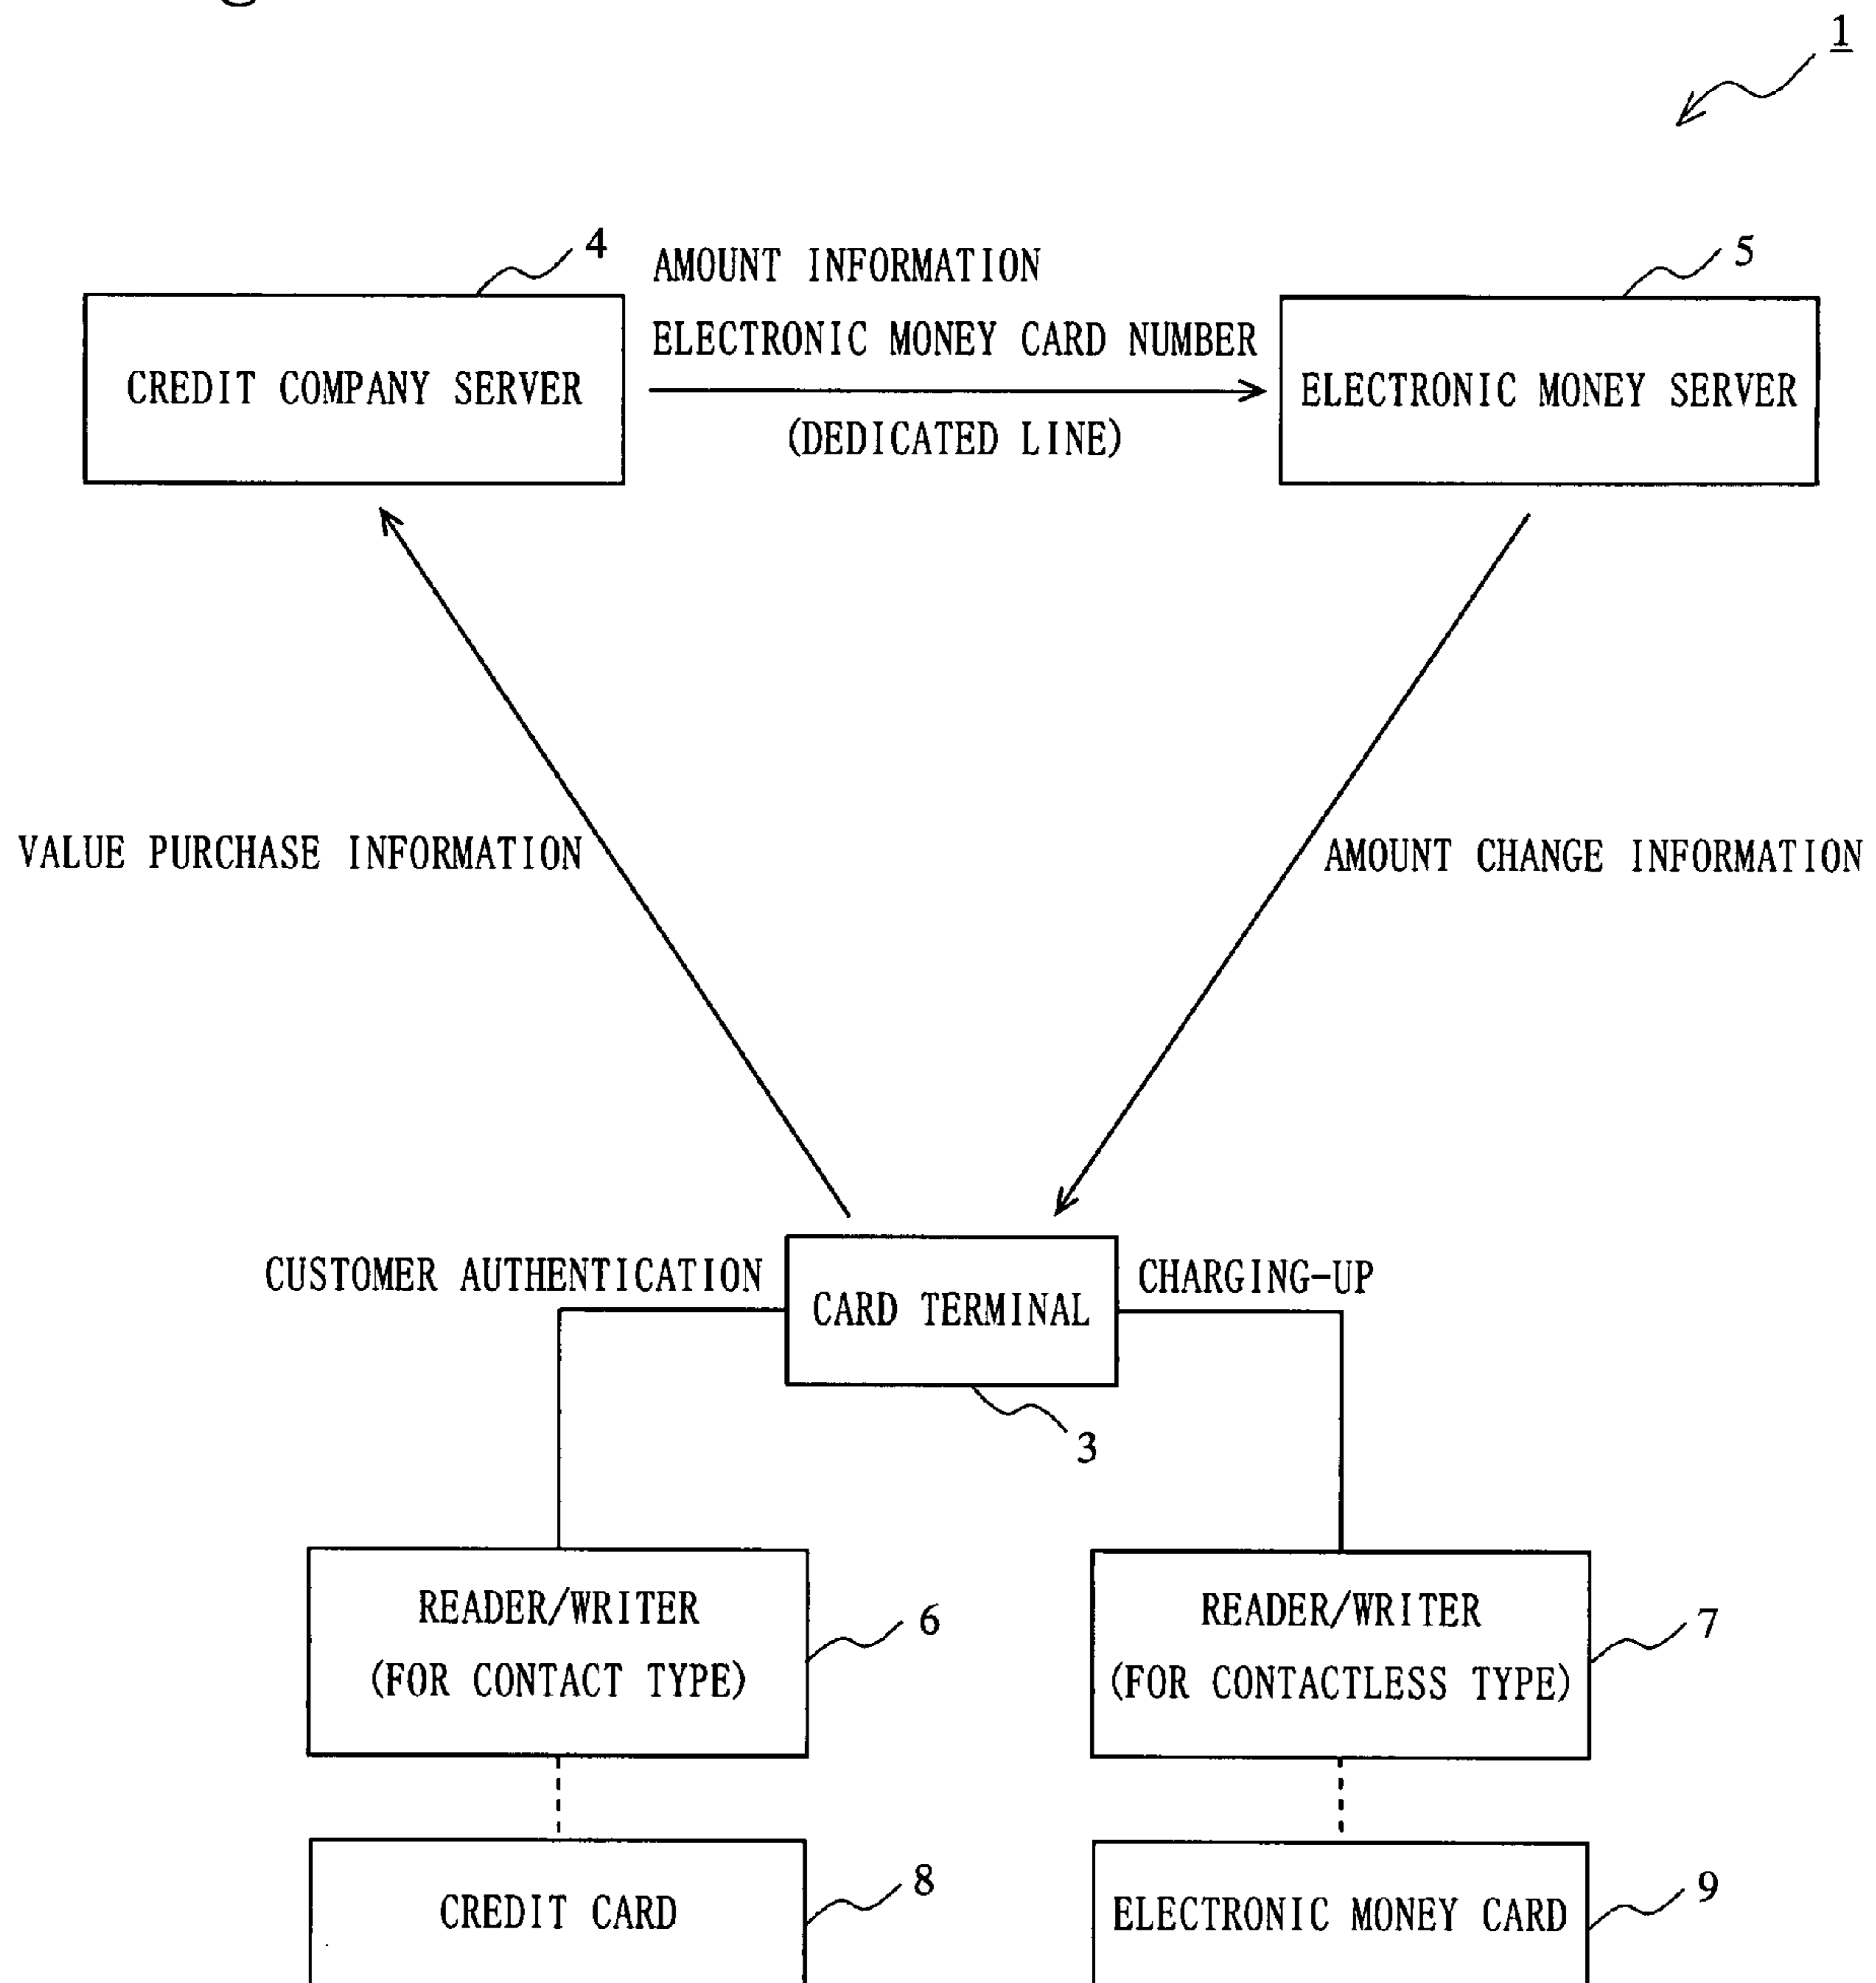 1
4
AMOUNT INFORMATION
5
ELECTRONIC MONEY CARD NUMBER
CREDIT COMPANY SERVER
ELECTRONIC MONEY SERVER
(DEDICATED LINE)
VALUE PURCHASE INFORMATION
AMOUNT CHANGE INFORMATION
CUSTOMER AUTHENTICATION
CHARGING-UP
CARD TERMINAL
3
READER/WRITER
(FOR CONTACT TYPE)
6
READER/WRITER
(FOR CONTACTLESS TYPE)
7
CREDIT CARD
8
ELECTRONIC MONEY CARD
9